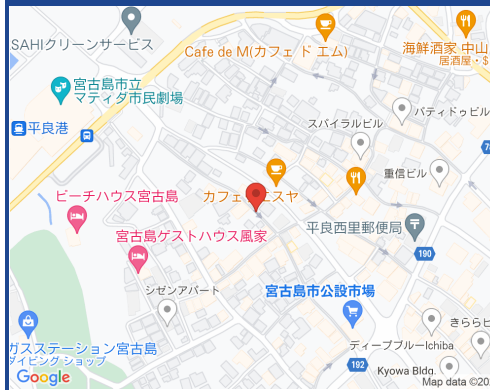 SAHIクリーンサービス
Cafe de M(カフェ ド エム)
海鮮酒家 中山
居酒屋・$
宮古島市立
マティダ市民劇場
パティドゥビル
スパイラルビル
平良港
重信ビル
ビーチハウス宮古島
カフェ
エスヤ
宮古島ゲストハウス風家
平良西里郵便局
190
シゼンアパート
宮古島市公設市場
ガスステーション宮古島
ダイビング ショップ
ディープブルーIchiba
きらら
192
Kyowa Bldg.
Google
Map data ©20